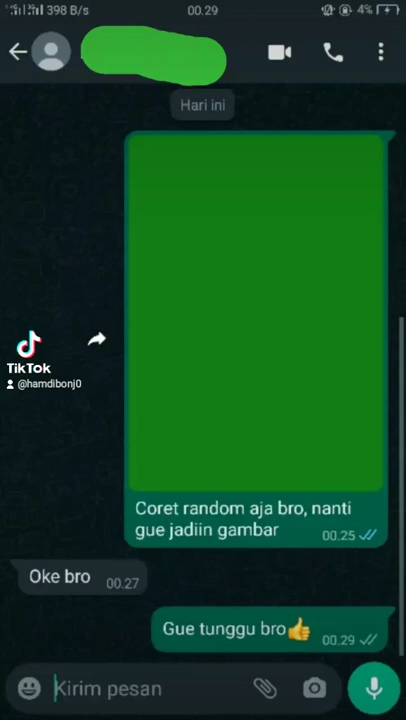 398 B/s 00.29 4%
Hari ini
TikTok
@hamdibonj0
Coret random aja bro, nanti
gue jadiin gambar 00.25
Oke bro 00.27
Gue tunggu bro👍 00.29
Kirim pesan